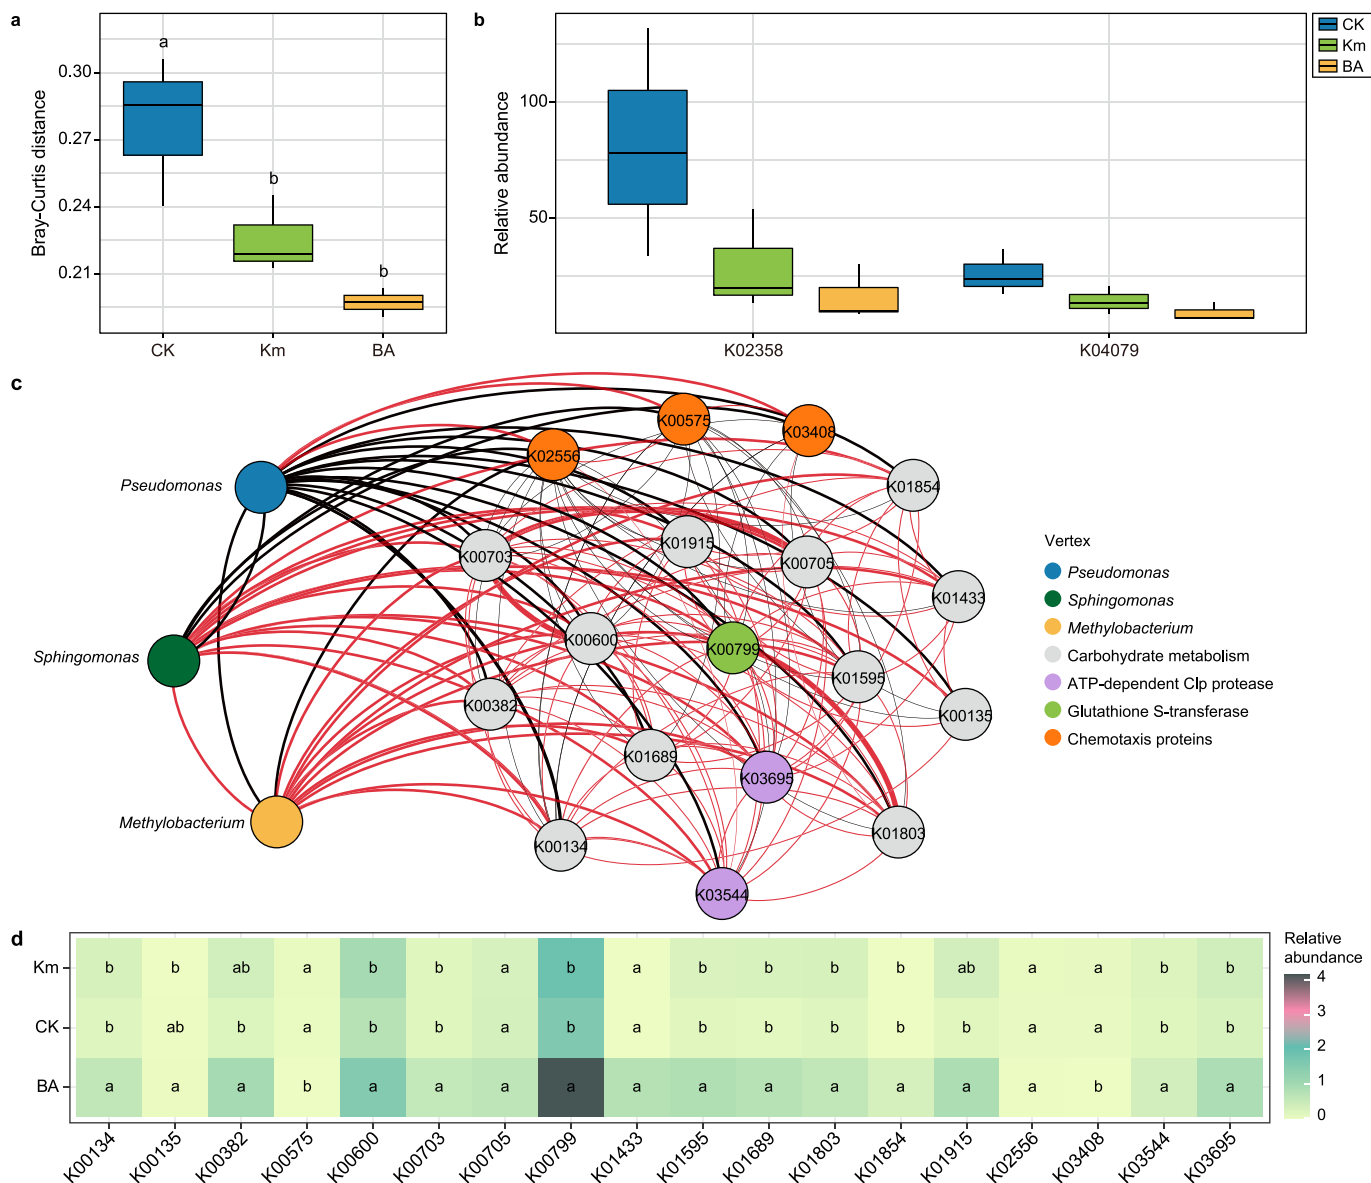 a
a
b
b
0.30
0.27
0.24
0.21
Bray-Curtis distance
CK Km BA
b
100
50
Relative abundance
K02358 K04079
CK
Km
BA
c
Pseudomonas
Sphingomonas
Methylobacterium
K00575
K03408
K02556
K01854
K01915
K00703
K00705
K01433
K00600
K00799
K01595
K00382
K00135
K01689
K03695
K01803
K00134
K03544
Vertex
Pseudomonas
Sphingomonas
Methylobacterium
Carbohydrate metabolism
ATP-dependent Clp protease
Glutathione S-transferase
Chemotaxis proteins
d
Km b b ab a b b a b a b b b b ab a a b b
CK b ab b a b b a b a b b b b b a a b b
BA a a a b a a a a a a a a a a a b a a
K00134 K00135 K00382 K00575 K00600 K00703 K00705 K00799 K01433 K01595 K01689 K01803 K01854 K01915 K02556 K03408 K03544 K03695
Relative
abundance
4
3
2
1
0